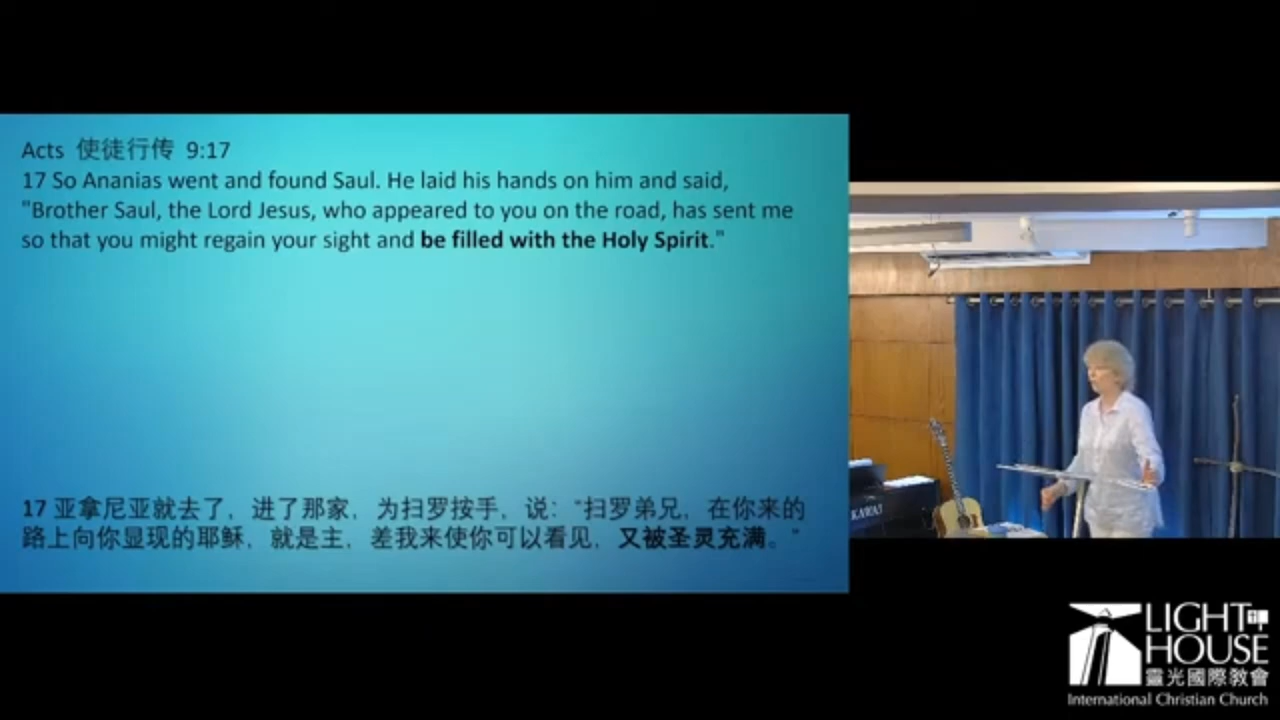 Acts 使徒行传 9:17
17 So Ananias went and found Saul. He laid his hands on him and said,
"Brother Saul, the Lord Jesus, who appeared to you on the road, has sent me
so that you might regain your sight and be filled with the Holy Spirit."
17 亚拿尼亚就去了，进了那家，为扫罗按手，说："扫罗弟兄，在你来的
路上向你显现的耶稣，就是主，差我来使你可以看见，又被圣灵充满。"
KAWAI
LIGHT
HOUSE
靈光國際教會
International Christian Church